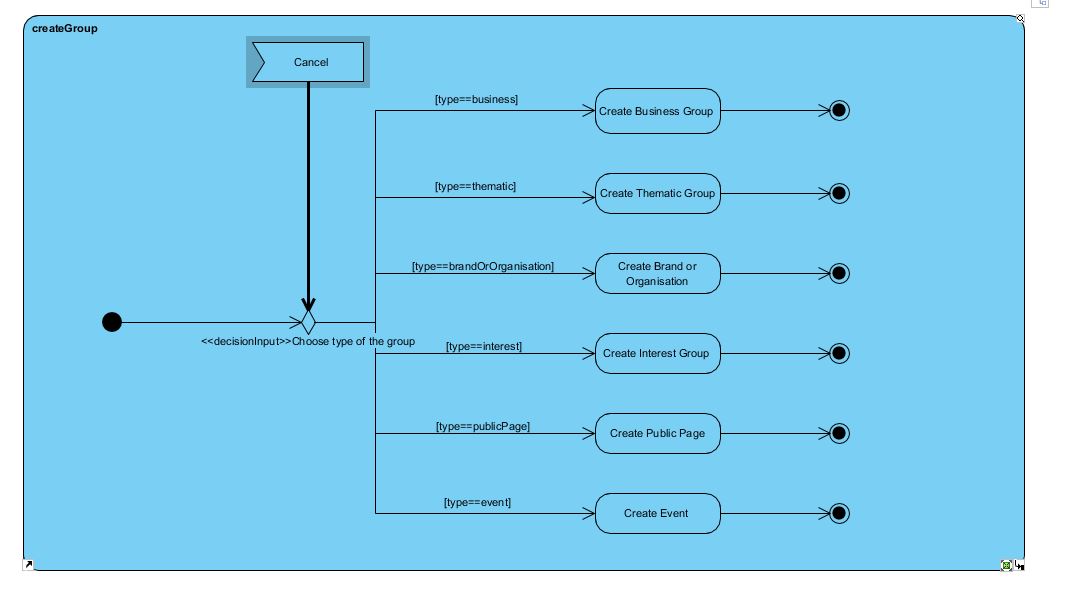 createGroup
Cancel
[type==business]
Create Business Group
[type==thematic]
Create Thematic Group
[type==brandOrOrganisation]
Create Brand or
Organisation
<<decisionInput>>Choose type of the group
[type==interest]
Create Interest Group
[type==publicPage]
Create Public Page
[type==event]
Create Event